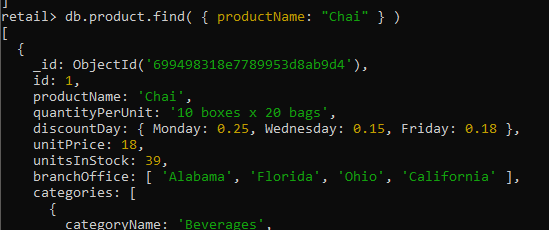 ]
retail> db.product.find( { productName: "Chai" } )
[
  {
    _id: ObjectId('699498318e7789953d8ab9d4'),
    id: 1,
    productName: 'Chai',
    quantityPerUnit: '10 boxes x 20 bags',
    discountDay: { Monday: 0.25, Wednesday: 0.15, Friday: 0.18 },
    unitPrice: 18,
    unitsInStock: 39,
    branchOffice: [ 'Alabama', 'Florida', 'Ohio', 'California' ],
    categories: [
      {
        categoryName: 'Beverages',